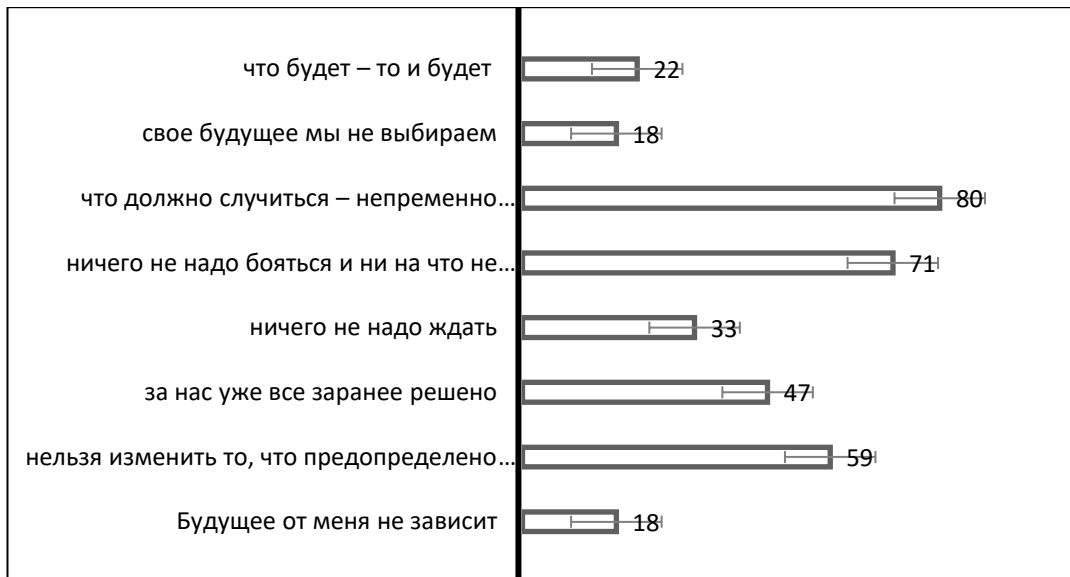 что будет – то и будет 22
свое будущее мы не выбираем 18
что должно случиться – непременно... 80
ничего не надо бояться и ни на что не... 71
ничего не надо ждать 33
за нас уже все заранее решено 47
нельзя изменить то, что предопределено... 59
Будущее от меня не зависит 18